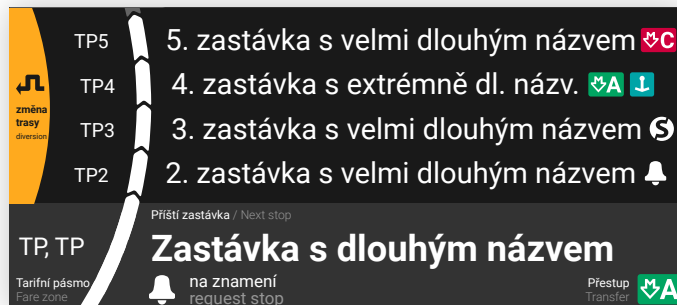 TP5 5. zastávka s velmi dlouhým názvem C
TP4 4. zastávka s extrémně dl. názv. A
TP3 3. zastávka s velmi dlouhým názvem S
TP2 2. zastávka s velmi dlouhým názvem
změna
trasy
diversion
Příští zastávka / Next stop
TP, TP Zastávka s dlouhým názvem
Tarifní pásmo
Fare zone
na znamení
request stop
Přestup
Transfer
A